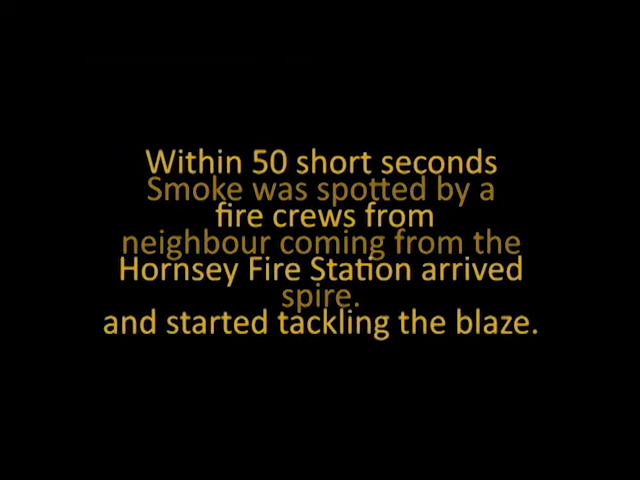 Within 50 short seconds
Smoke was spotted by a
fire crews from
neighbour coming from the
Hornsey Fire Station arrived
spire.
and started tackling the blaze.